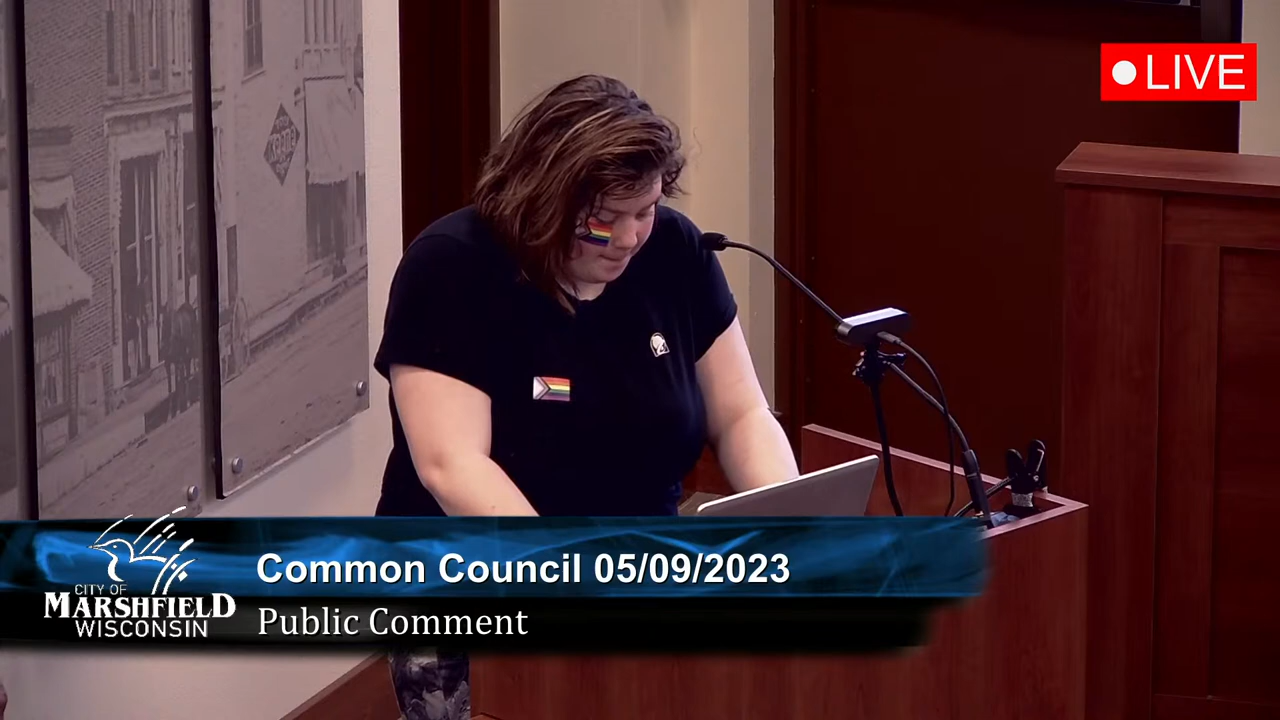 LIVE
Common Council 05/09/2023
CITY OF
MARSHFIELD
WISCONSIN
Public Comment